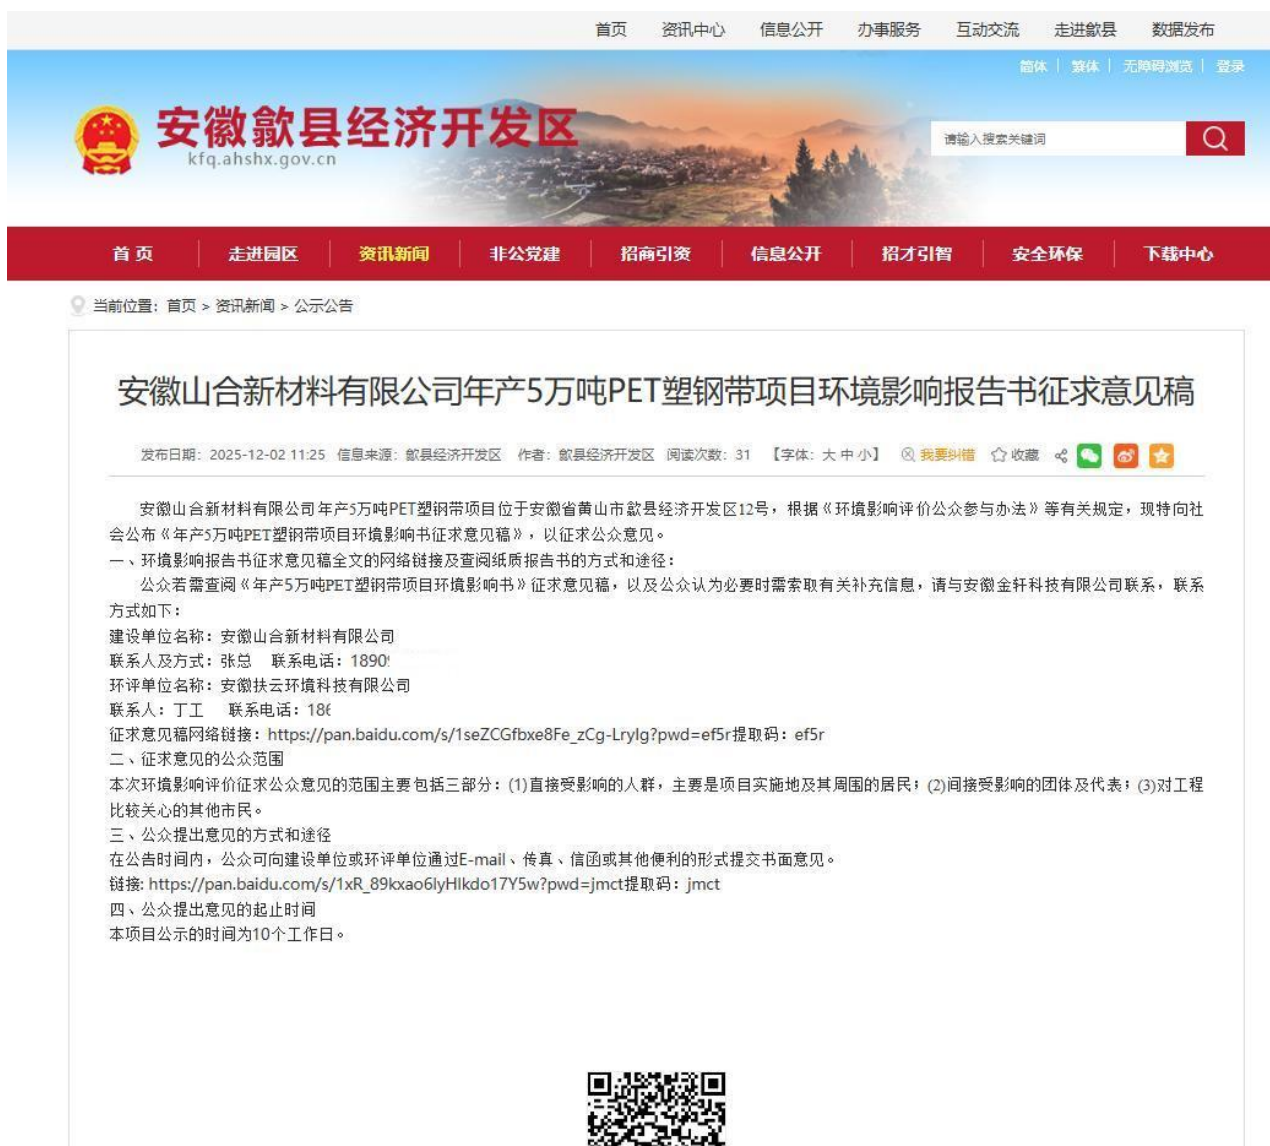 首页 资讯中心 信息公开 办事服务 互动交流 走进歙县 数据发布
简体 | 繁体 | 无障碍浏览 | 登录
安徽歙县经济开发区
kfq.ahshx.gov.cn
请输入搜索关键词
首 页 走进园区 资讯新闻 非公党建 招商引资 信息公开 招才引智 安全环保 下载中心
当前位置：首页 > 资讯新闻 > 公示公告
安徽山合新材料有限公司年产5万吨PET塑钢带项目环境影响报告书征求意见稿
发布日期：2025-12-02 11:25 信息来源：歙县经济开发区 作者：歙县经济开发区 阅读次数：31 【字体：大 中 小】 我要纠错 收藏
安徽山合新材料有限公司年产5万吨PET塑钢带项目位于安徽省黄山市歙县经济开发区12号，根据《环境影响评价公众参与办法》等有关规定，现特向社
会公布《年产5万吨PET塑钢带项目环境影响书征求意见稿》，以征求公众意见。
一、环境影响报告书征求意见稿全文的网络链接及查阅纸质报告书的方式和途径：
公众若需查阅《年产5万吨PET塑钢带项目环境影响书》征求意见稿，以及公众认为必要时需索取有关补充信息，请与安徽金轩科技有限公司联系，联系
方式如下：
建设单位名称：安徽山合新材料有限公司
联系人及方式：张总 联系电话：1890
环评单位名称：安徽扶云环境科技有限公司
联系人：丁工 联系电话：18
征求意见稿网络链接：https://pan.baidu.com/s/1seZCGfbxe8Fe_zCg-LryIg?pwd=ef5r提取码：ef5r
二、征求意见的公众范围
本次环境影响评价征求公众意见的范围主要包括三部分：(1)直接受影响的人群，主要是项目实施地及其周围的居民；(2)间接受影响的团体及代表；(3)对工程
比较关心的其他市民。
三、公众提出意见的方式和途径
在公告时间内，公众可向建设单位或环评单位通过E-mail、传真、信函或其他便利的形式提交书面意见。
链接: https://pan.baidu.com/s/1xR_89kxao6lyHlkdo17Y5w?pwd=jmct提取码：jmct
四、公众提出意见的起止时间
本项目公示的时间为10个工作日。